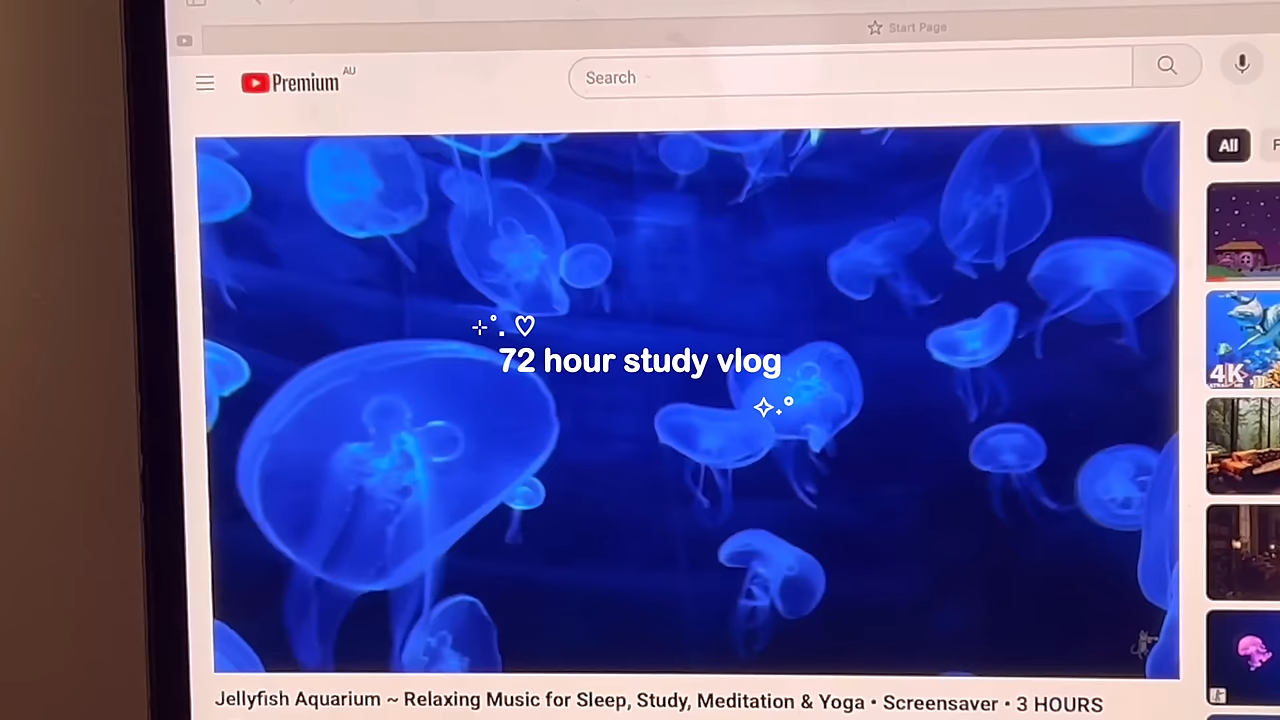 Start Page
Premium AU
Search
All
F
⊹˚. ♡
72 hour study vlog
✧.˚
4K
Jellyfish Aquarium ~ Relaxing Music for Sleep, Study, Meditation & Yoga • Screensaver • 3 HOURS